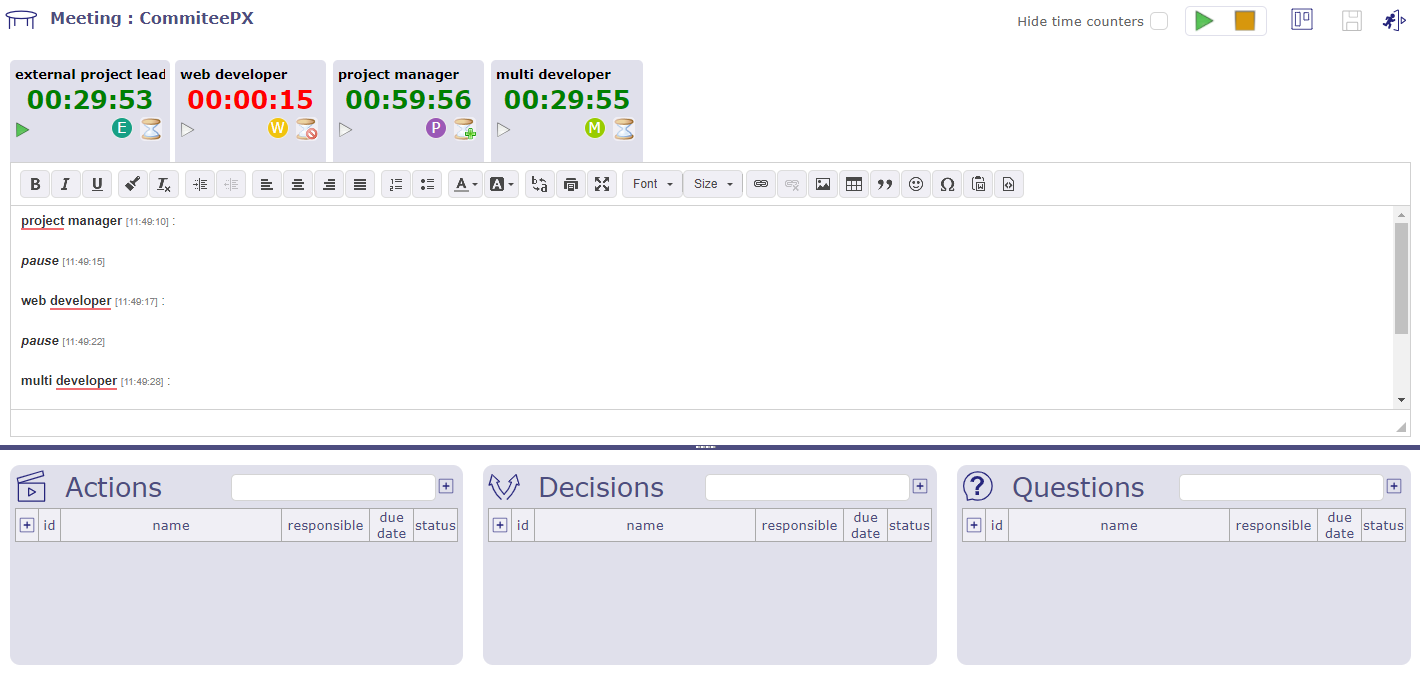 Meeting : CommiteePX
Hide time counters
external project lead web developer project manager multi developer
00:29:53 00:00:15 00:59:56 00:29:55
E W P M
B I U Tx A A Font Size Ω
project manager [11:49:10] :
pause [11:49:15]
web developer [11:49:17] :
pause [11:49:22]
multi developer [11:49:28] :
Actions Decisions Questions
id name responsible due date status id name responsible due date status id name responsible due date status